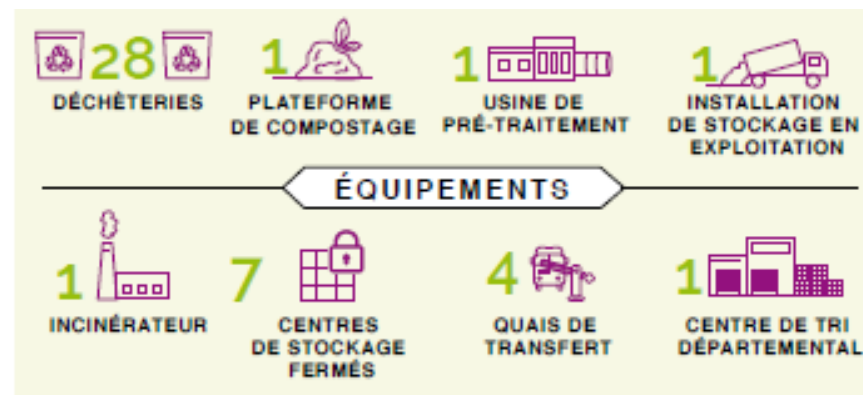 28
DÉCHÈTERIES
1
PLATEFORME
DE COMPOSTAGE
1
USINE DE
PRÉ-TRAITEMENT
1
INSTALLATION
DE STOCKAGE EN
EXPLOITATION
ÉQUIPEMENTS
1
INCINÉRATEUR
7
CENTRES
DE STOCKAGE
FERMÉS
4
QUAIS DE
TRANSFERT
1
CENTRE DE TRI
DÉPARTEMENTAL